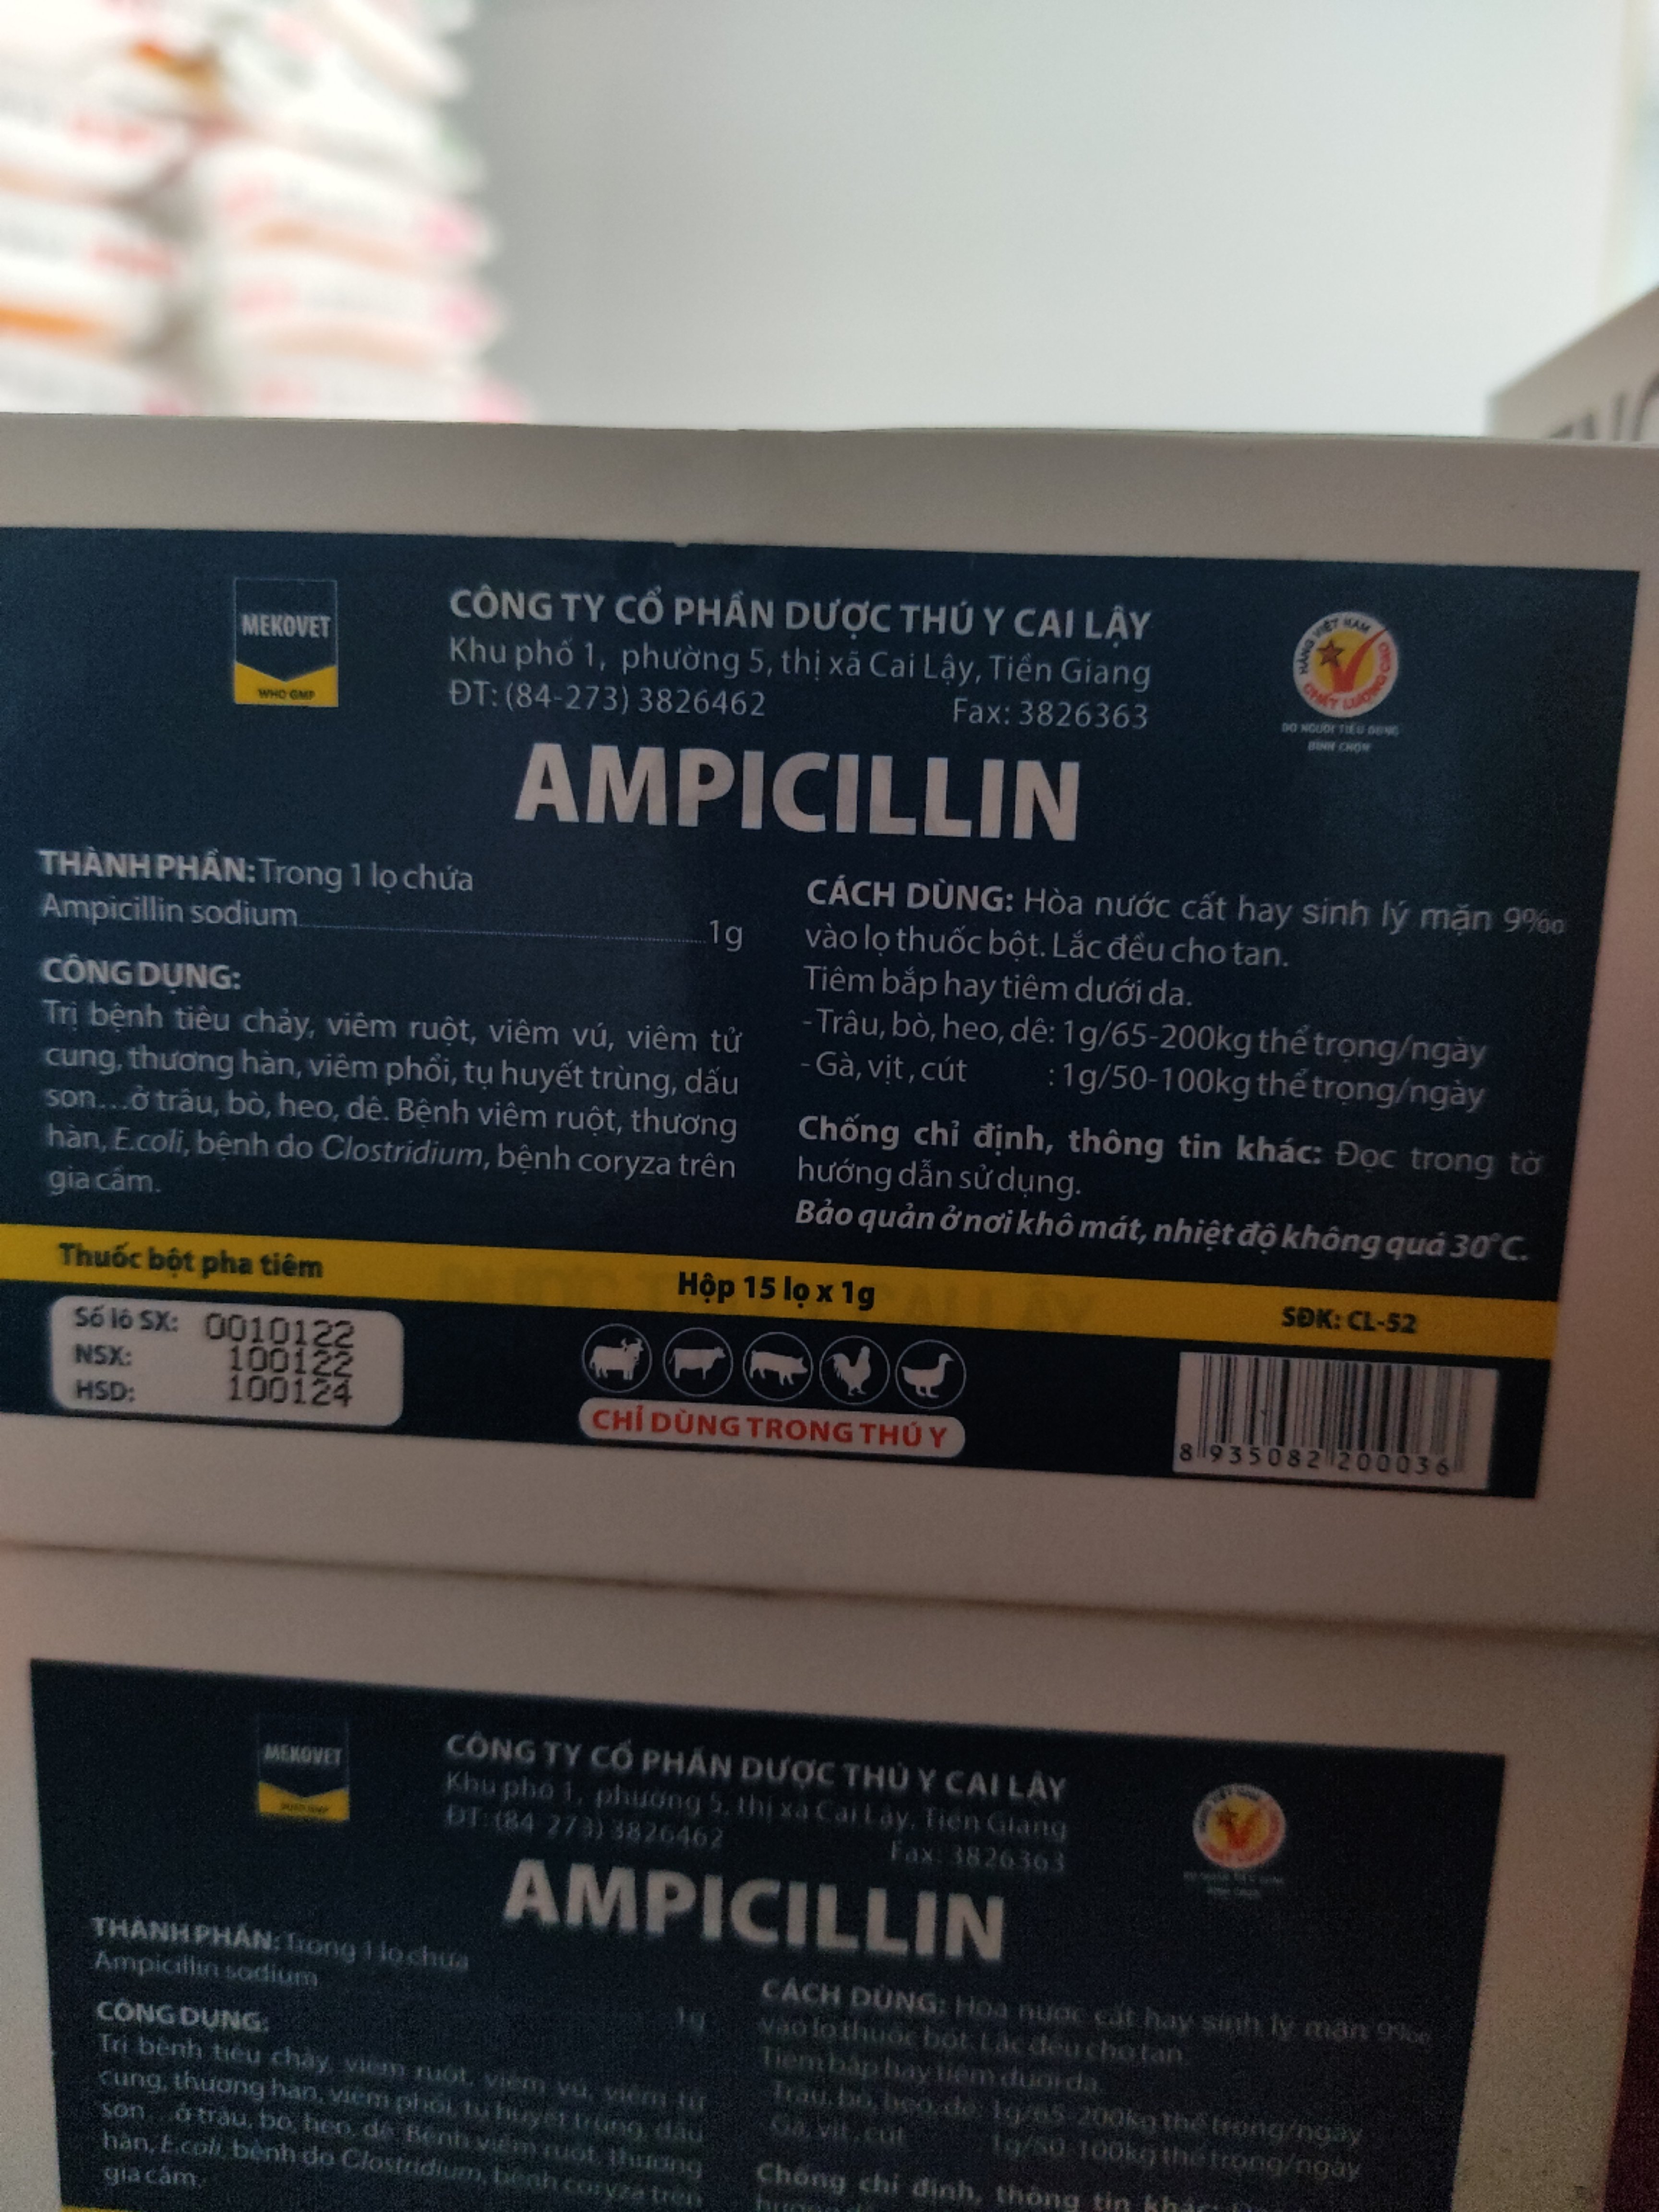 MEKOVET
WHO GMP
CÔNG TY CỔ PHẦN DƯỢC THÚ Y CAI LẬY
Khu phố 1, phường 5, thị xã Cai Lậy, Tiền Giang
ĐT: (84-273) 3826462 Fax: 3826363
HÀNG VIỆT NAM
CHẤT LƯỢNG CAO
DO NGƯỜI TIÊU DÙNG
BÌNH CHỌN
AMPICILLIN
THÀNH PHẦN: Trong 1 lọ chứa
Ampicillin sodium 1g
CÔNG DỤNG:
Trị bệnh tiêu chảy, viêm ruột, viêm vú, viêm tử
cung, thương hàn, viêm phổi, tụ huyết trùng, dấu
son...ở trâu, bò, heo, dê. Bệnh viêm ruột, thương
hàn, E.coli, bệnh do Clostridium, bệnh coryza trên
gia cầm.
CÁCH DÙNG: Hòa nước cất hay sinh lý mặn 9‰
vào lọ thuốc bột. Lắc đều cho tan.
Tiêm bắp hay tiêm dưới da.
- Trâu, bò, heo, dê: 1g/65-200kg thể trọng/ngày
- Gà, vịt, cút : 1g/50-100kg thể trọng/ngày
Chống chỉ định, thông tin khác: Đọc trong tờ
hướng dẫn sử dụng.
Bảo quản ở nơi khô mát, nhiệt độ không quá 30°C.
Thuốc bột pha tiêm
Hộp 15 lọ x 1g
SĐK: CL-52
Số lô SX: 0010122
NSX: 100122
HSD: 100124
CHỈ DÙNG TRONG THÚ Y
8 935082 200036
MEKOVET
CÔNG TY CỔ PHẦN DƯỢC THÚ Y CAI LẬY
Khu phố 1, phường 5, thị xã Cai Lậy, Tiền Giang
ĐT: (84-273) 3826462 Fax: 3826363
AMPICILLIN
THÀNH PHẦN: Trong 1 lọ chứa
Ampicillin sodium 1g
CÔNG DỤNG:
Trị bệnh tiêu chảy, viêm ruột, viêm vú, viêm tử
cung, thương hàn, viêm phổi, tụ huyết trùng, dấu
son...ở trâu, bò, heo, dê. Bệnh viêm ruột, thương
hàn, E.coli, bệnh do Clostridium, bệnh coryza trên
gia cầm.
CÁCH DÙNG: Hòa nước cất hay sinh lý mặn 9‰
vào lọ thuốc bột. Lắc đều cho tan.
Tiêm bắp hay tiêm dưới da.
Trâu, bò, heo, dê: 1g/65-200kg thể trọng/ngày
Gà, vịt, cút 1g/50-100kg thể trọng/ngày
Chống chỉ định, thông tin khác: